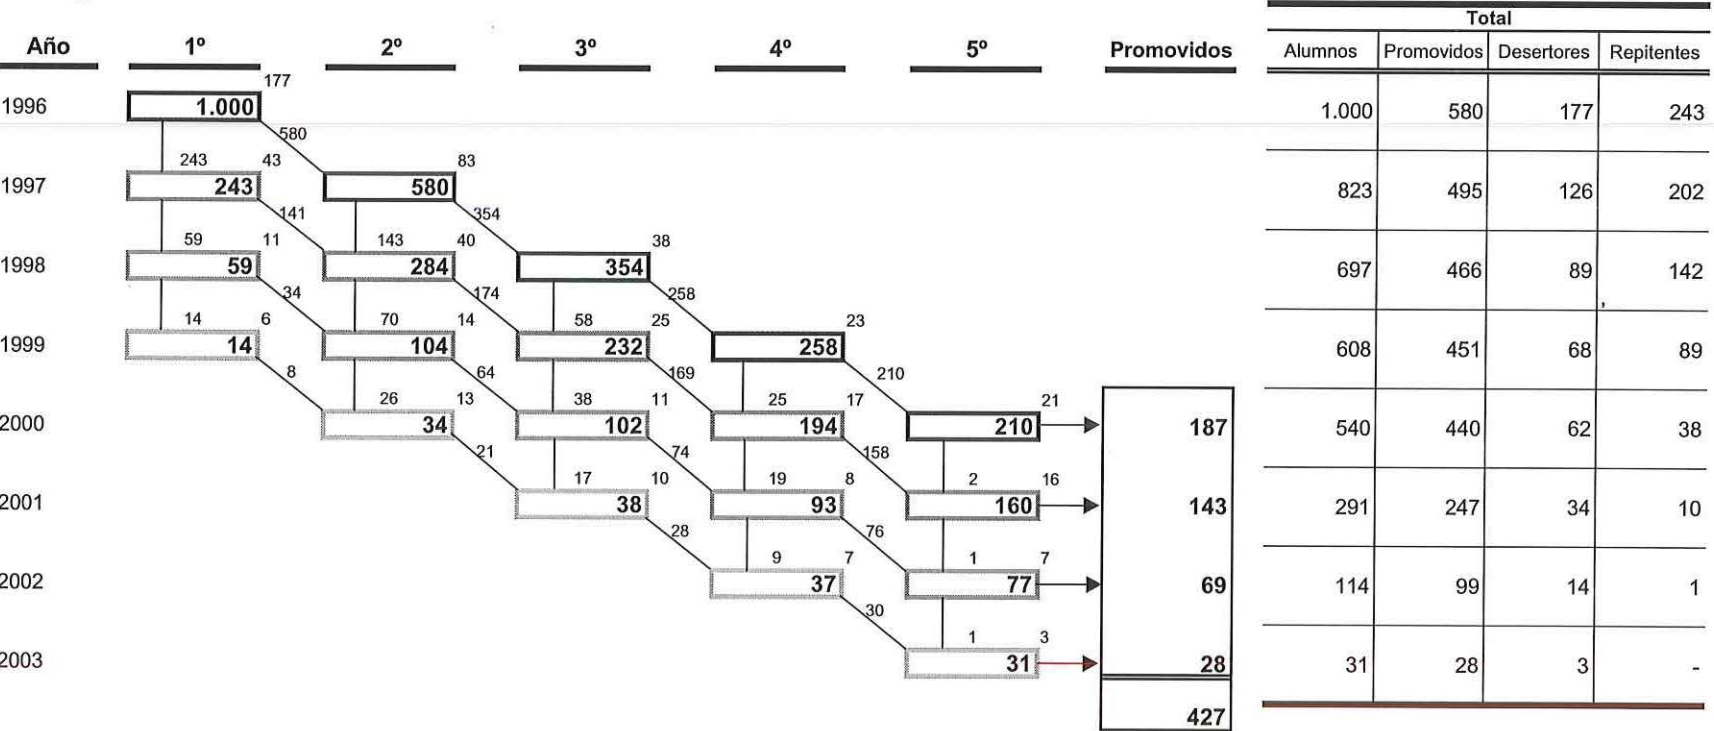 Total
Año 1º 2º 3º 4º 5º Promovidos Alumnos Promovidos Desertores Repitentes
177
1996 1.000 1.000 580 177 243
580
243 43 83
1997 243 580 823 495 126 202
141 354
59 11 143 40 38
1998 59 284 354 697 466 89 142
34 174 258
14 6 70 14 58 25 23
1999 14 104 232 258 608 451 68 89
8 64 169 210
26 13 38 11 25 17 21
2000 34 102 194 210 187 540 440 62 38
21 74 158
17 10 19 8 2 16
2001 38 93 160 143 291 247 34 10
28 76
9 7 1 7
2002 37 77 69 114 99 14 1
30
1 3
2003 31 28 31 28 3 -
427